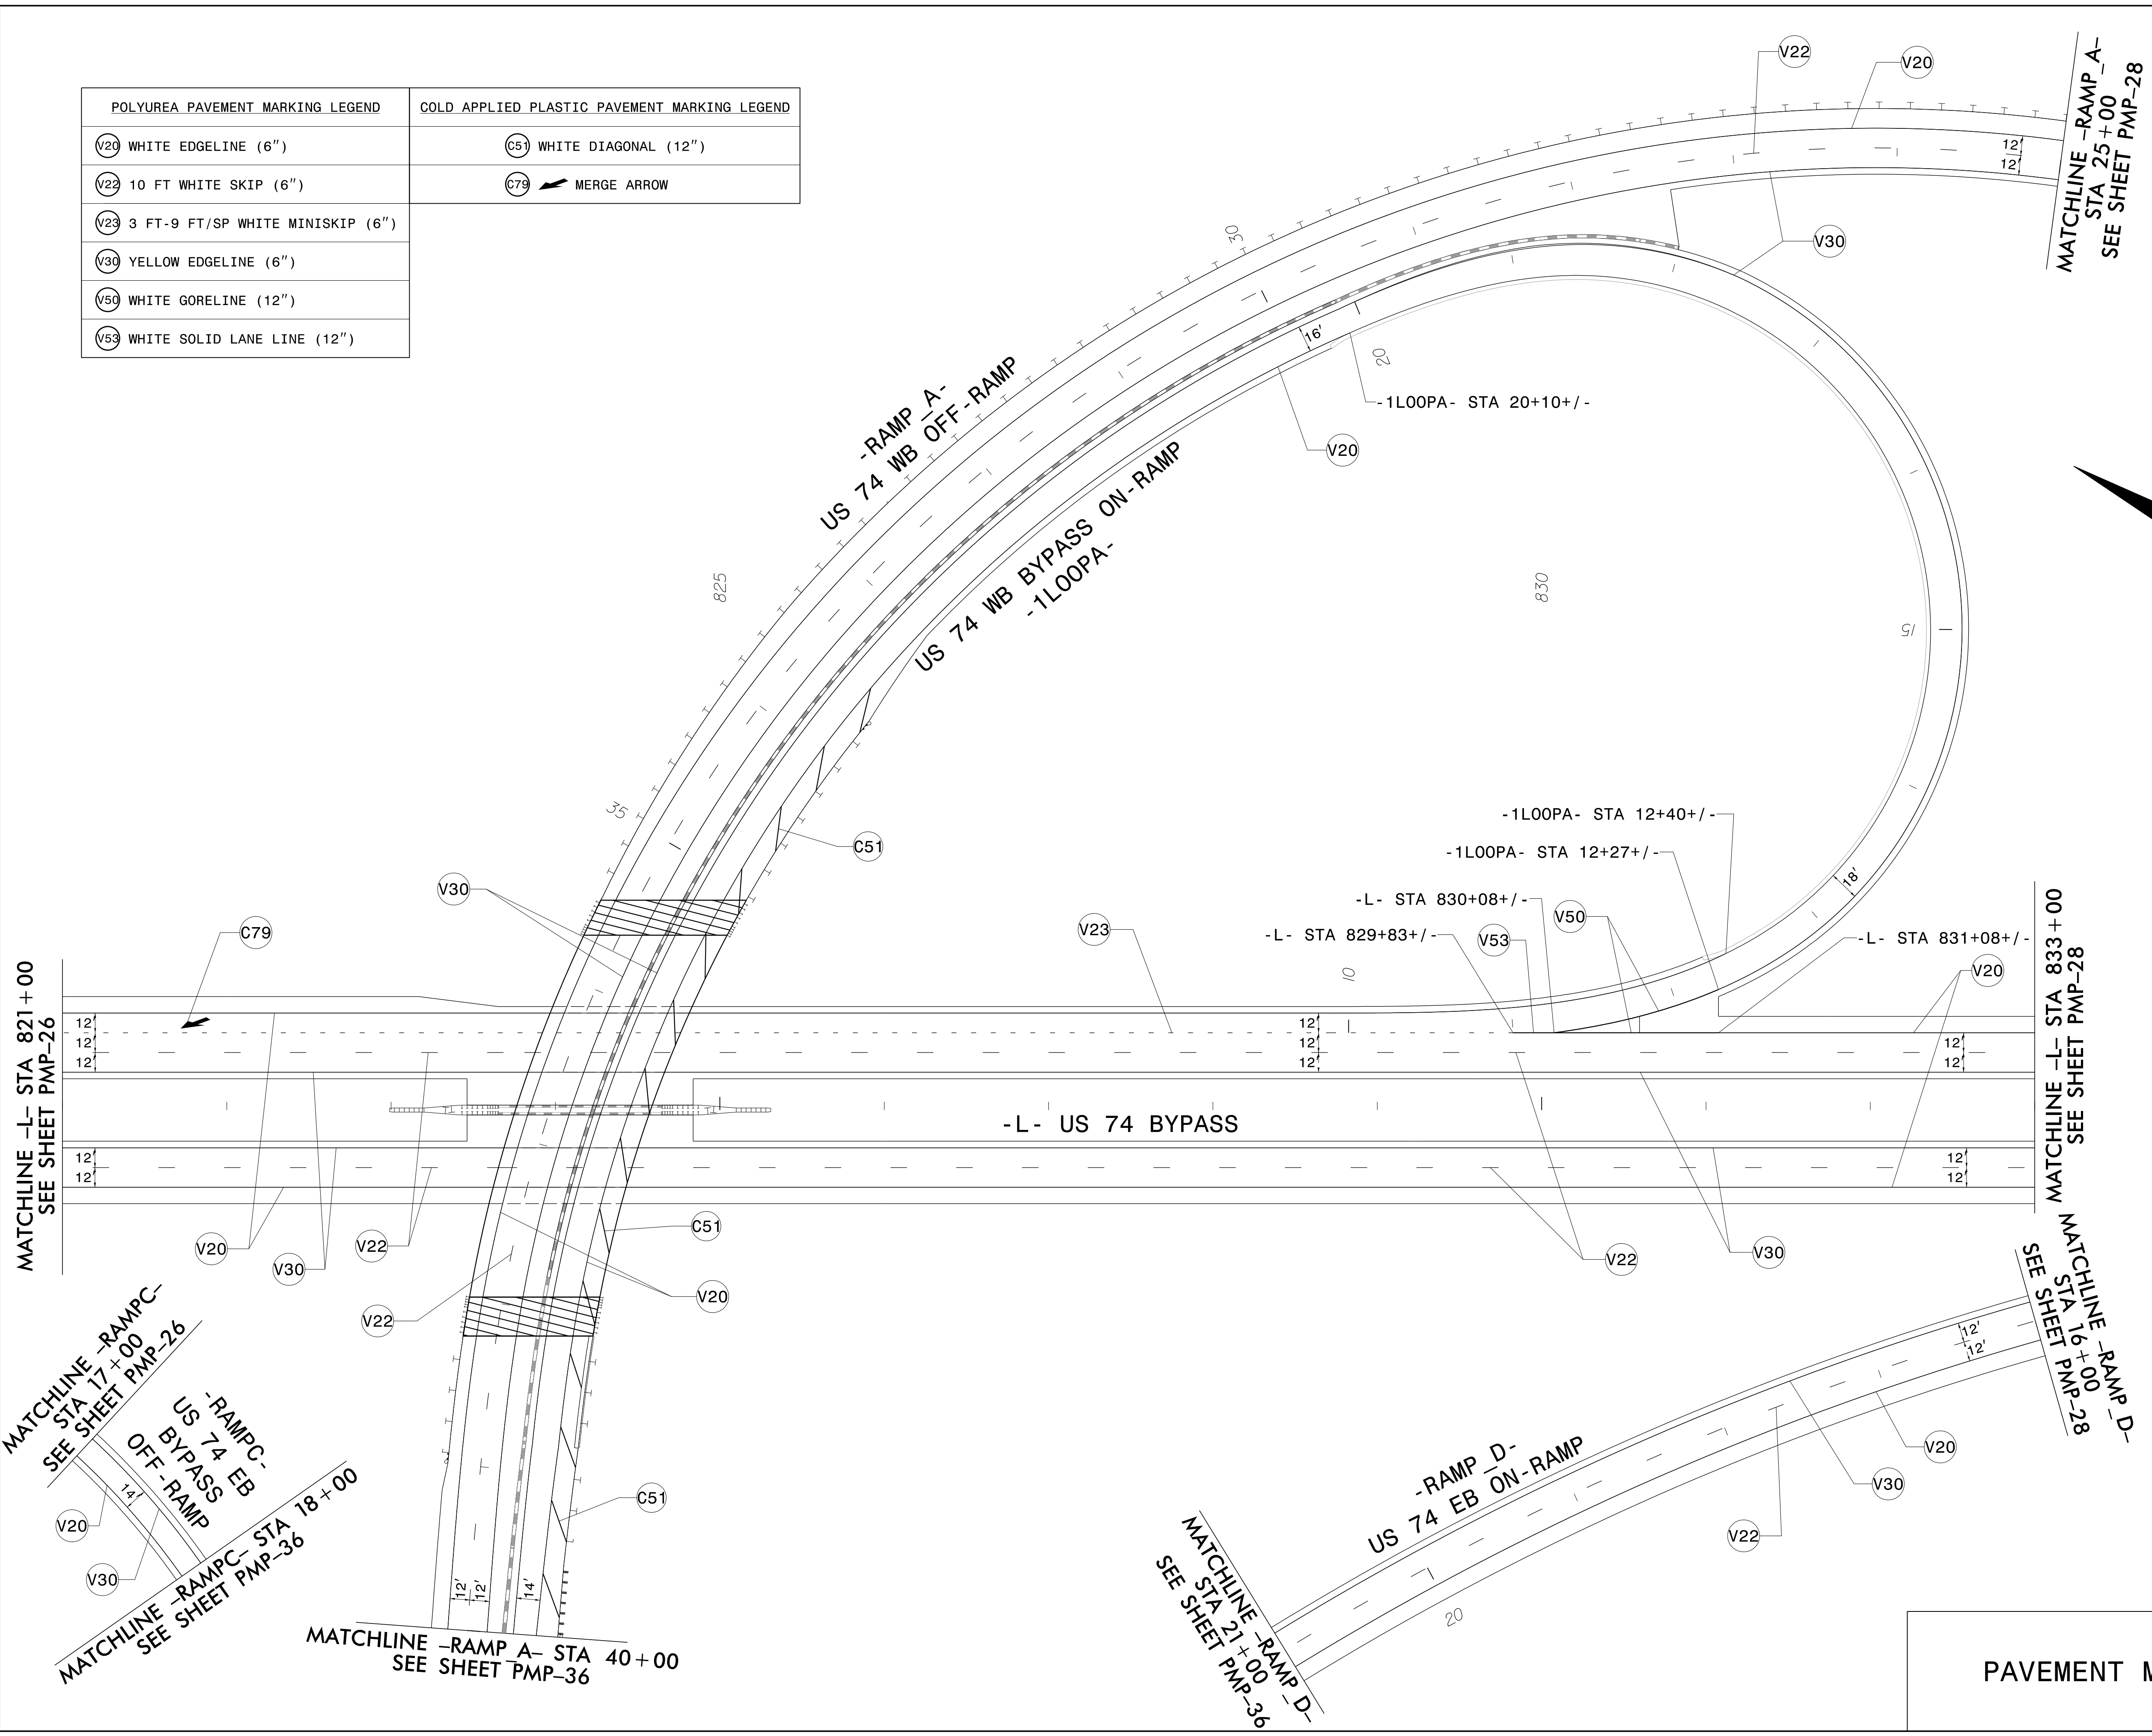 POLYUREA PAVEMENT MARKING LEGEND
V20 WHITE EDGELINE (6")
V22 10 FT WHITE SKIP (6")
V23 3 FT-9 FT/SP WHITE MINISKIP (6")
V30 YELLOW EDGELINE (6")
V50 WHITE GORELINE (12")
V53 WHITE SOLID LANE LINE (12")
COLD APPLIED PLASTIC PAVEMENT MARKING LEGEND
C51 WHITE DIAGONAL (12")
C79 MERGE ARROW
V22
V20
MATCHLINE -RAMP_A-
STA 25+00
SEE SHEET PMP-28
12'
12'
V30
30
16'
20
-1LOOPA- STA 20+10+/-
V20
-RAMP_A-
US 74 WB OFF-RAMP
US 74 WB BYPASS ON-RAMP
-1LOOPA-
825
830
15
35
C51
V30
C79
V23
-1LOOPA- STA 12+40+/-
-1LOOPA- STA 12+27+/-
18'
-L- STA 830+08+/-
V50
-L- STA 829+83+/-
V53
-L- STA 831+08+/-
V20
10
MATCHLINE -L- STA 821+00
SEE SHEET PMP-26
MATCHLINE -L- STA 833+00
SEE SHEET PMP-28
12'
12'
12'
12'
12'
12'
12'
12'
-L- US 74 BYPASS
12'
12'
12'
12'
V20
V30
V22
C51
V20
V22
V22
V30
MATCHLINE -RAMPC-
STA 17+00
SEE SHEET PMP-26
-RAMPC-
US 74 EB
BYPASS
OFF-RAMP
14'
V20
V30
MATCHLINE -RAMPC- STA 18+00
SEE SHEET PMP-36
C51
12'
12'
14'
MATCHLINE -RAMP_A- STA 40+00
SEE SHEET PMP-36
MATCHLINE -RAMP_D-
STA 16+00
SEE SHEET PMP-28
12'
12'
V20
V30
V22
-RAMP_D-
US 74 EB ON-RAMP
20
MATCHLINE -RAMP_D-
STA 21+00
SEE SHEET PMP-36
PAVEMENT M